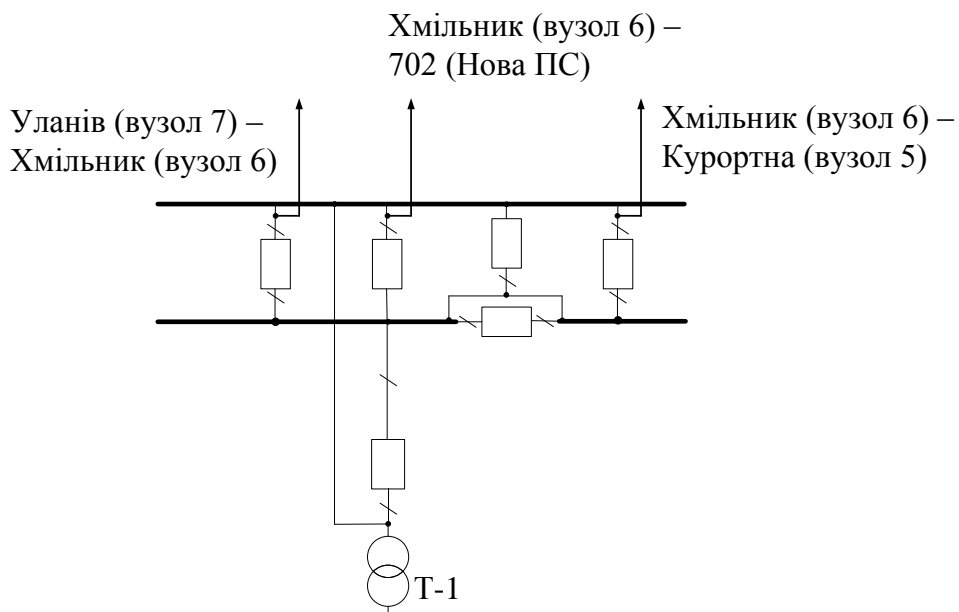 Хмільник (вузол 6) –
702 (Нова ПС)
Уланів (вузол 7) –
Хмільник (вузол 6)
Хмільник (вузол 6) –
Курортна (вузол 5)
Т-1